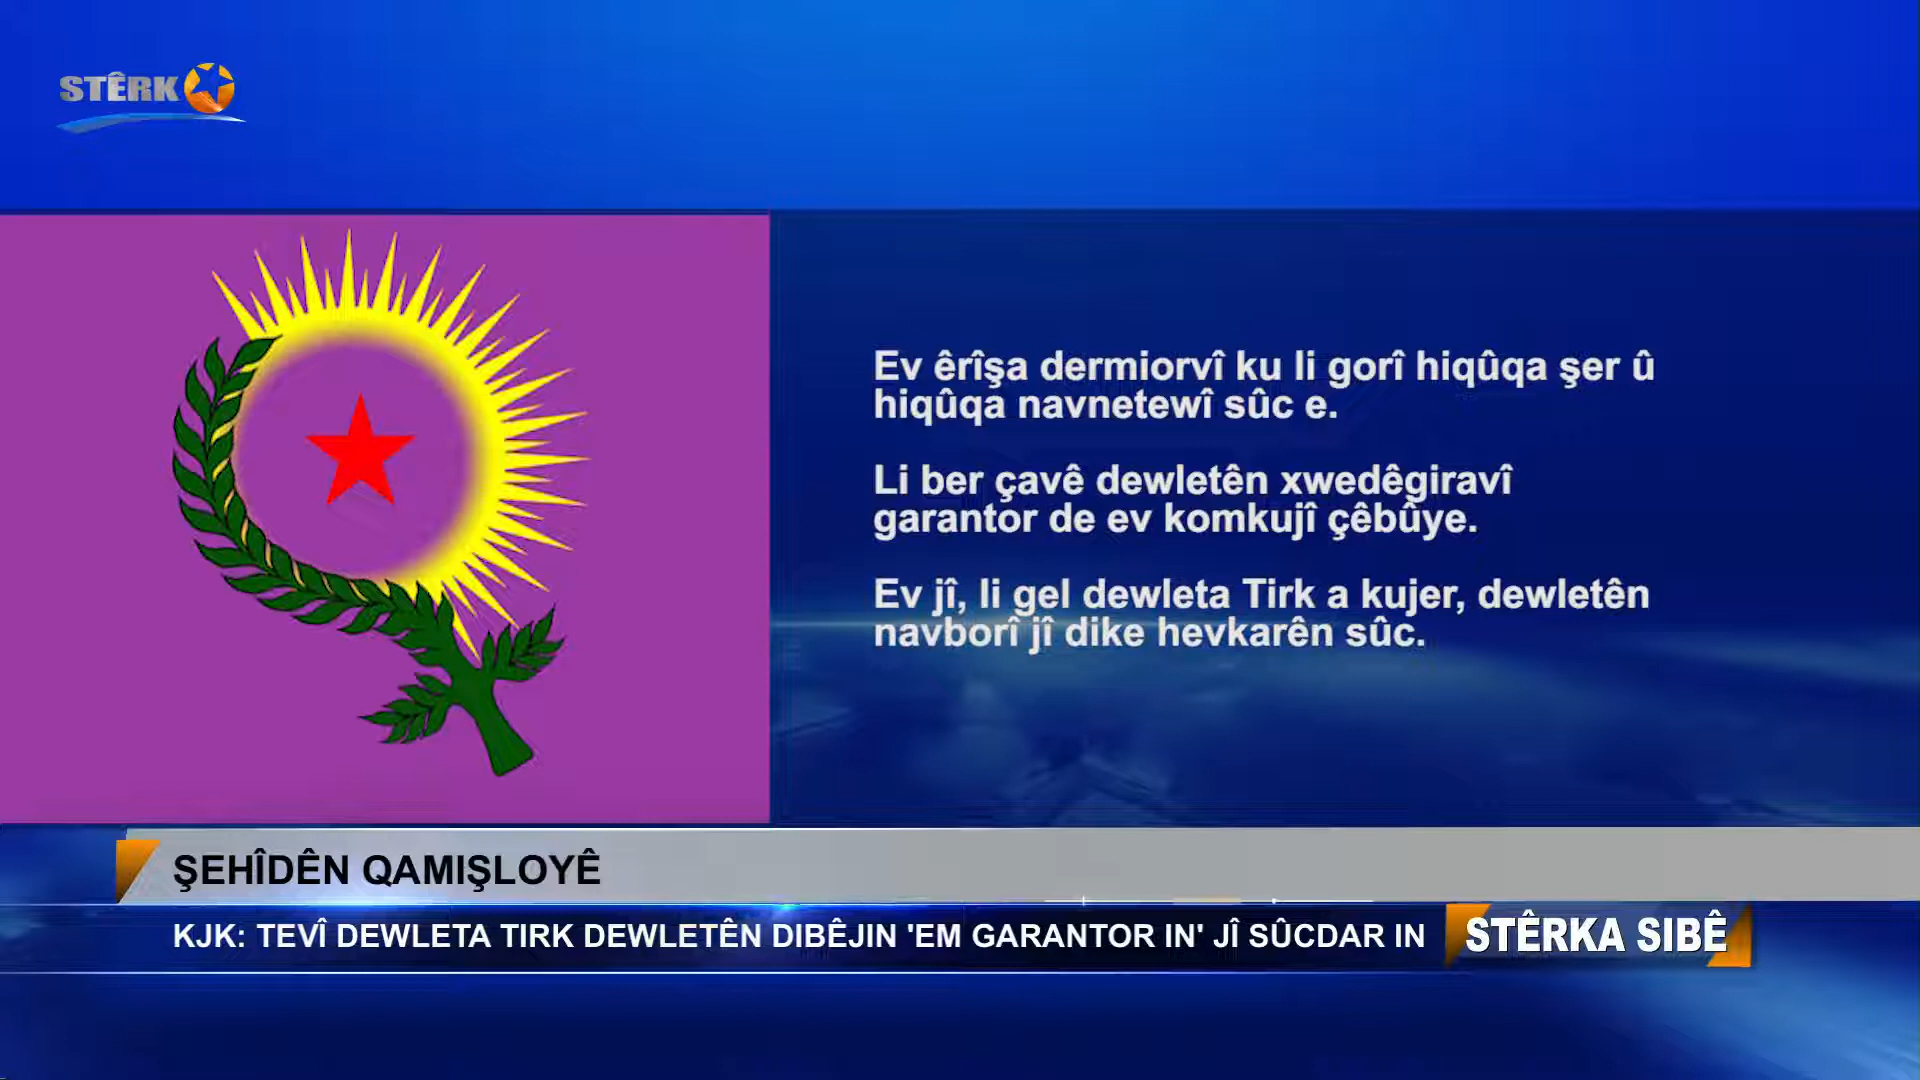 STÊRK
Ev êrîşa dermiorvî ku li gorî hiqûqa şer û
hiqûqa navnetewî sûc e.
Li ber çavê dewletên xwedêgiravî
garantor de ev komkujî çêbûye.
Ev jî, li gel dewleta Tirk a kujer, dewletên
navborî jî dike hevkarên sûc.
ŞEHÎDÊN QAMIŞLOYÊ
KJK: TEVÎ DEWLETA TIRK DEWLETÊN DIBÊJIN 'EM GARANTOR IN' JÎ SÛCDAR IN
STÊRKA SIBÊ